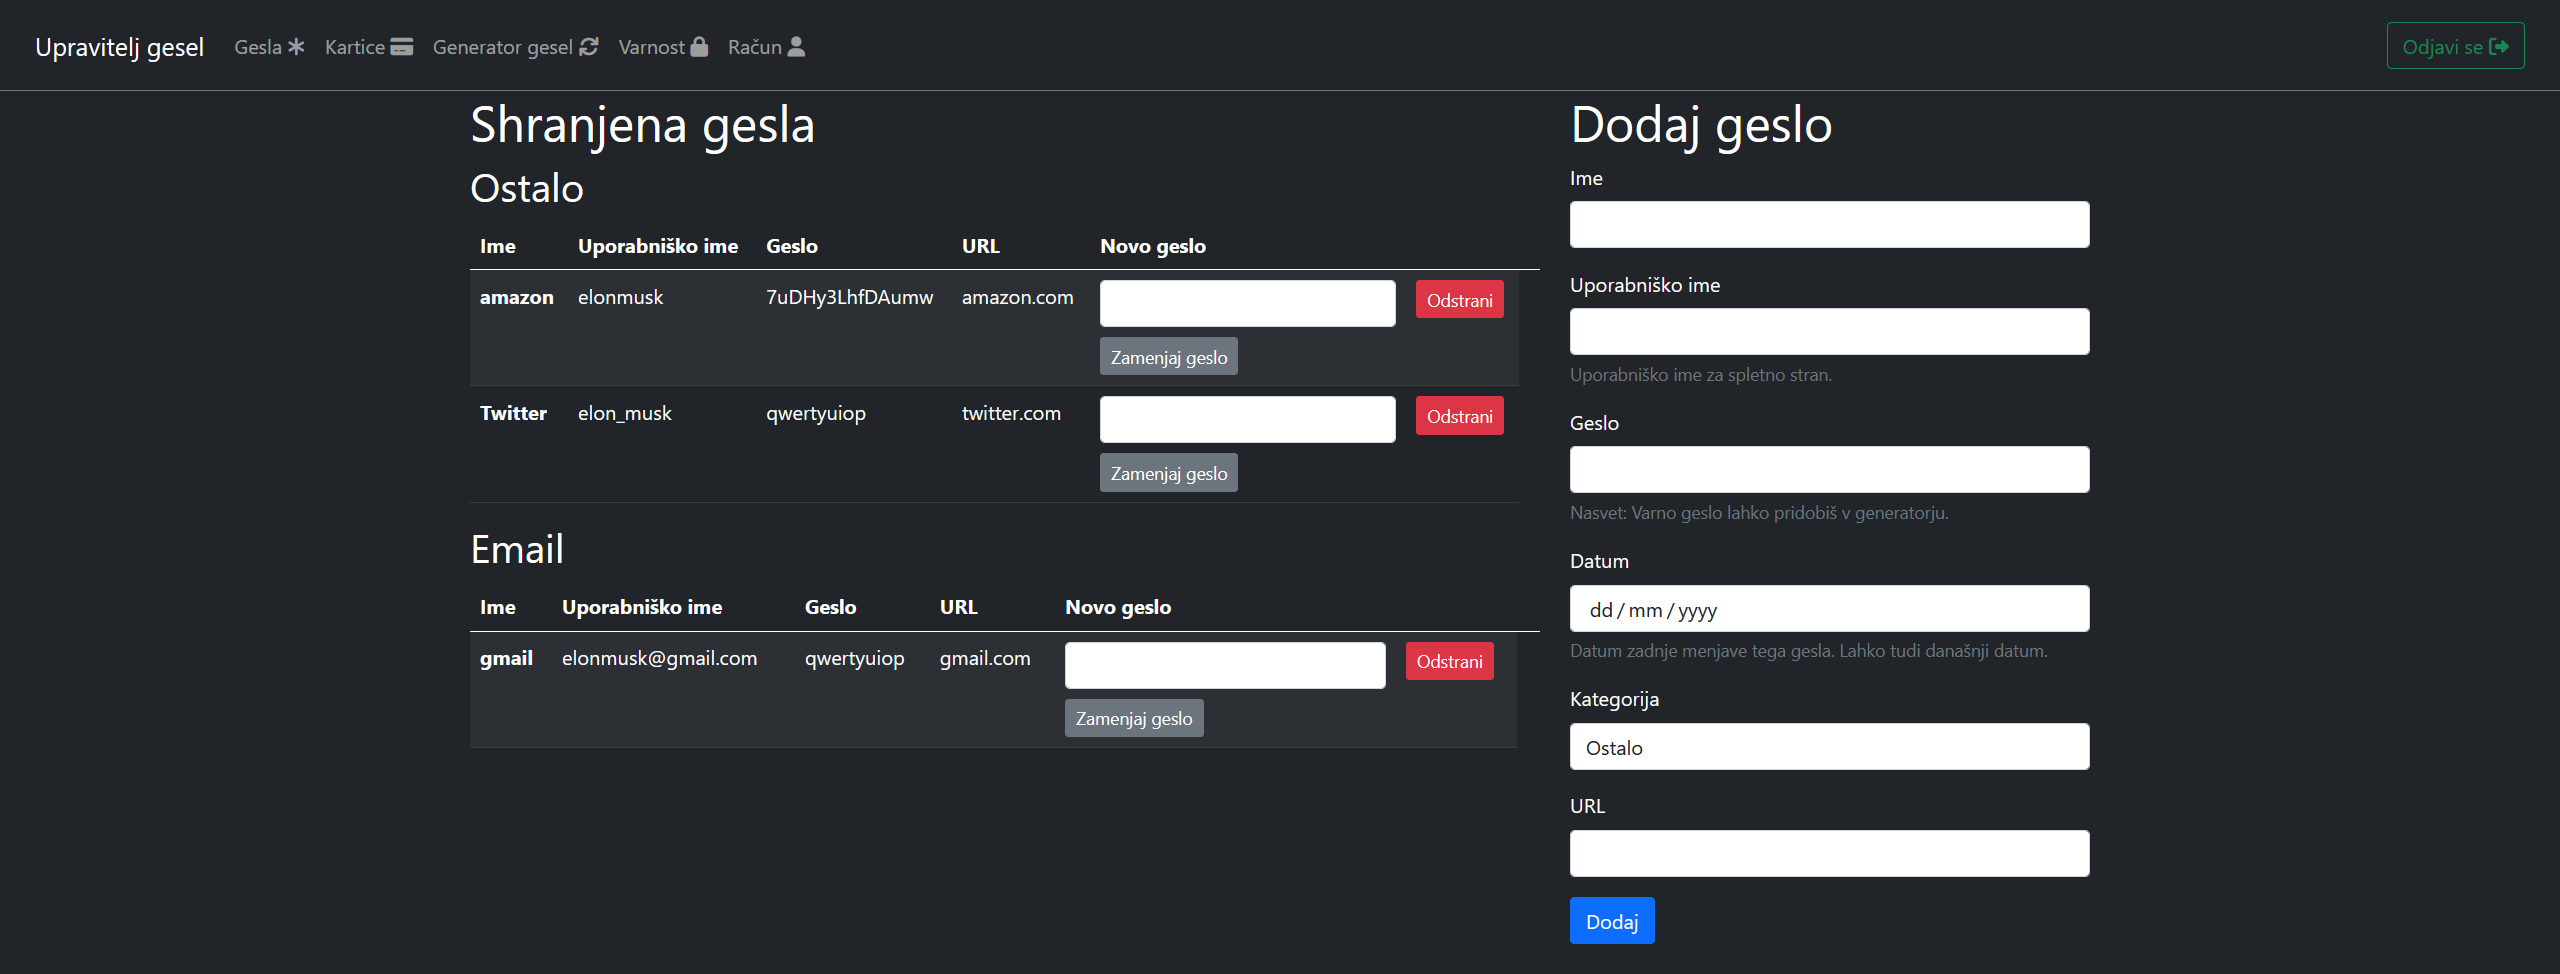 Upravitelj gesel Gesla Kartice Generator gesel Varnost Račun Odjavi se
Shranjena gesla
Ostalo
Ime Uporabniško ime Geslo URL Novo geslo
amazon elonmusk 7uDHy3LhfDAumw amazon.com Odstrani
Zamenjaj geslo
Twitter elon_musk qwertyuiop twitter.com Odstrani
Zamenjaj geslo
Email
Ime Uporabniško ime Geslo URL Novo geslo
gmail elonmusk@gmail.com qwertyuiop gmail.com Odstrani
Zamenjaj geslo
Dodaj geslo
Ime
Uporabniško ime
Uporabniško ime za spletno stran.
Geslo
Nasvet: Varno geslo lahko pridobiš v generatorju.
Datum
dd / mm / yyyy
Datum zadnje menjave tega gesla. Lahko tudi današnji datum.
Kategorija
Ostalo
URL
Dodaj